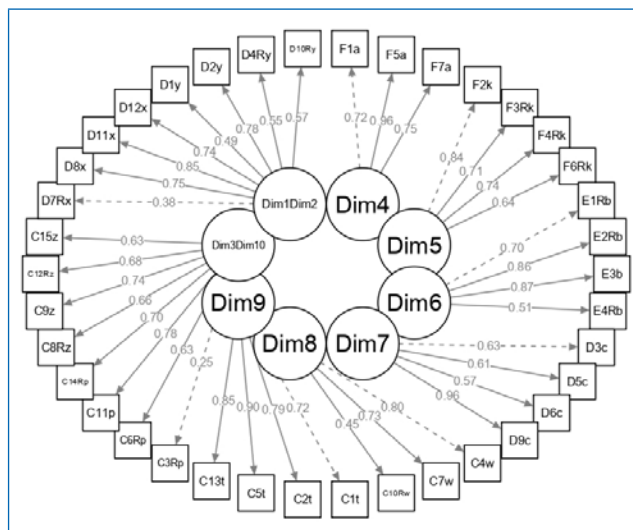 D10Ry
F1a
D4Ry
F5a
D2y
F7a
D1y
F2k
D12x
F3Rk
D11x
F4Rk
D8x
F6Rk
D7Rx
E1Rb
C15z
E2Rb
C12Rz
E3b
C9z
E4Rb
C8Rz
D3c
C14Rp
D5c
C11p
D6c
C6Rp
D9c
C3Rp
C4w
C13t
C7w
C5t
C10Rw
C2t
C1t
Dim1Dim2
Dim4
Dim5
Dim6
Dim7
Dim8
Dim9
Dim3Dim10
0.57
0.55
0.78
0.49
0.74
0.85
0.75
0.38
0.72
0.96
0.75
0.84
0.71
0.74
0.64
0.70
0.86
0.87
0.51
0.63
0.61
0.57
0.96
0.80
0.73
0.45
0.72
0.79
0.90
0.85
0.25
0.63
0.78
0.70
0.66
0.74
0.68
0.63